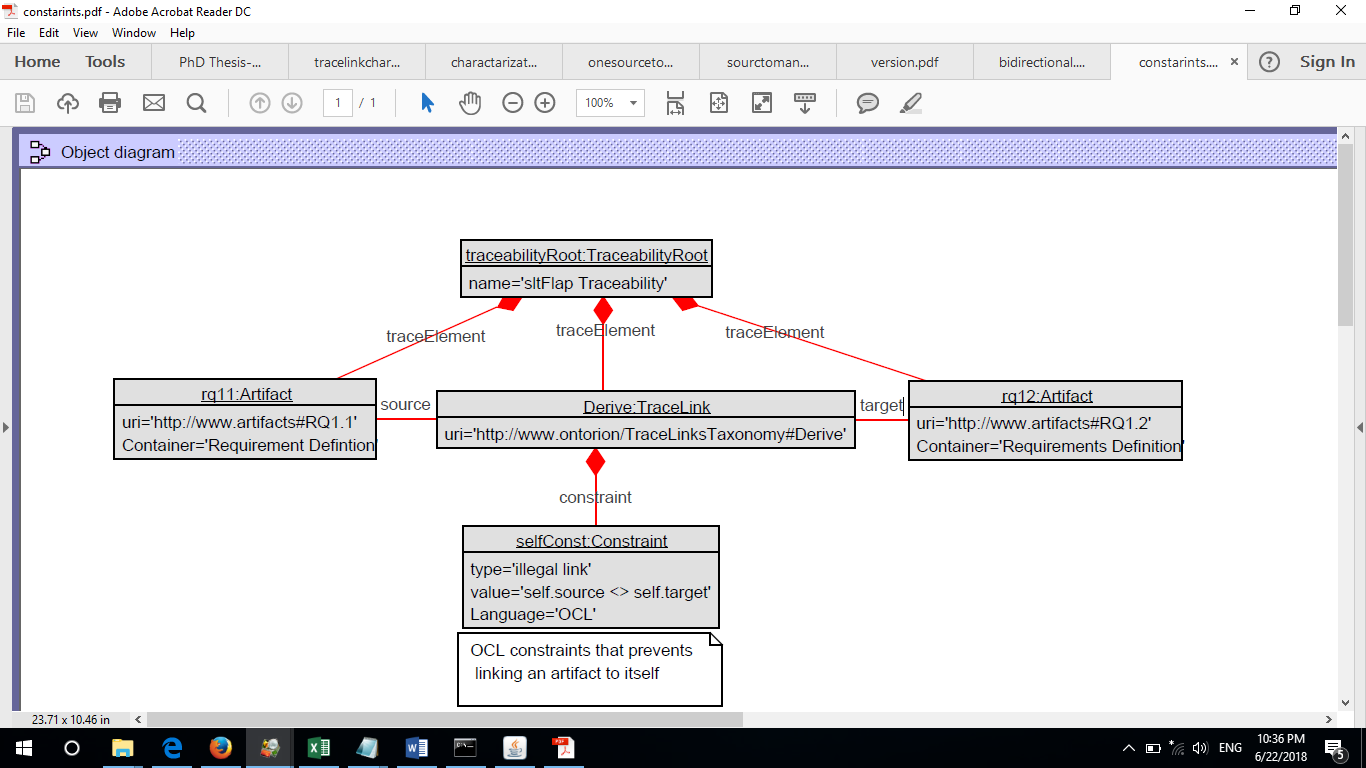 constarints.pdf - Adobe Acrobat Reader DC
File Edit View Window Help
Home Tools PhD Thesis-... tracelinkchar... charactarizat... onesourceto... sourctoman... version.pdf bidirectional.... constarints.... × ? Sign In
1 / 1 100%
Object diagram
traceabilityRoot:TraceabilityRoot
name='sltFlap Traceability'
traceElement traceElement traceElement
rq11:Artifact
uri='http://www.artifacts#RQ1.1'
Container='Requirement Defintion'
source
Derive:TraceLink
uri='http://www.ontorion/TraceLinksTaxonomy#Derive'
target
rq12:Artifact
uri='http://www.artifacts#RQ1.2'
Container='Requirements Definition'
constraint
selfConst:Constraint
type='illegal link'
value='self.source <> self.target'
Language='OCL'
OCL constraints that prevents
linking an artifact to itself
23.71 x 10.46 in
ENG
10:36 PM
6/22/2018
5